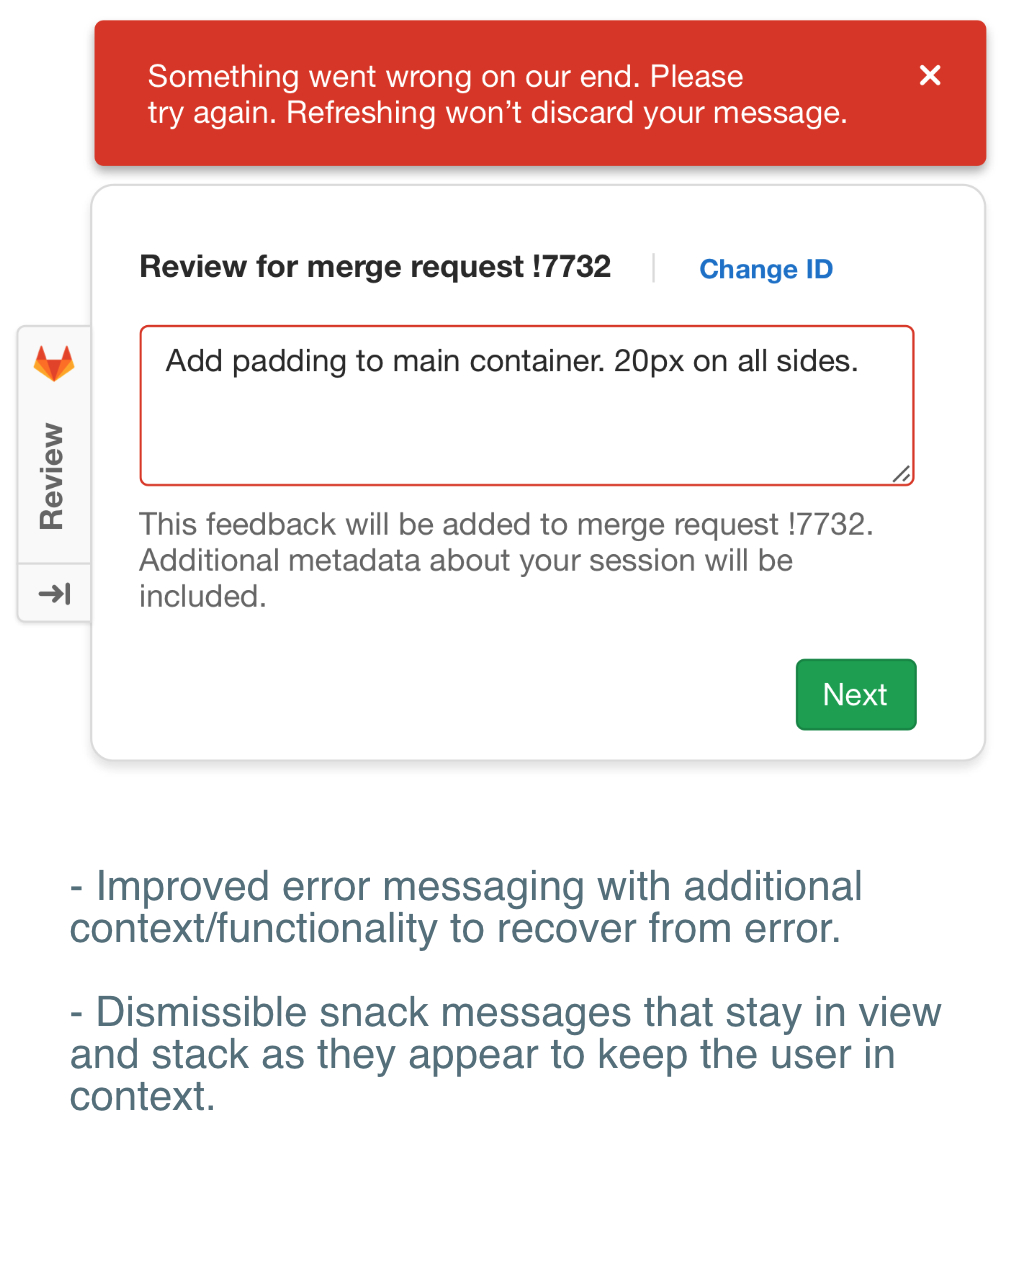 Something went wrong on our end. Please
try again. Refreshing won’t discard your message.
Review for merge request !7732
Change ID
Add padding to main container. 20px on all sides.
Review
This feedback will be added to merge request !7732.
Additional metadata about your session will be
included.
Next
- Improved error messaging with additional
context/functionality to recover from error.
- Dismissible snack messages that stay in view
and stack as they appear to keep the user in
context.